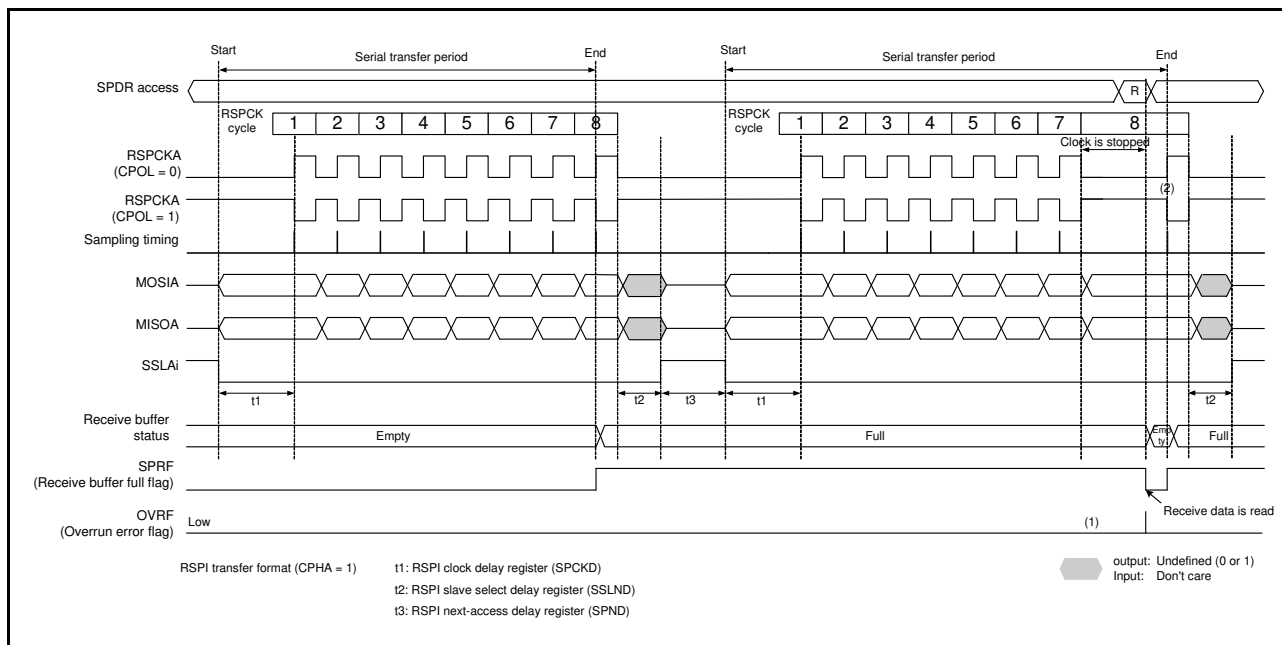 Start
Serial transfer period
End
Start
Serial transfer period
End
SPDR access
R
RSPCK
cycle
1 2 3 4 5 6 7 8
RSPCK
cycle
1 2 3 4 5 6 7 8
Clock is stopped
RSPCKA
(CPOL = 0)
RSPCKA
(CPOL = 1)
(2)
Sampling timing
MOSIA
MISOA
SSLAi
t1
t2
t3
t1
t2
Receive buffer
status
Empty
Full
Emp
ty
Full
SPRF
(Receive buffer full flag)
Receive data is read
OVRF
(Overrun error flag)
Low
(1)
RSPI transfer format (CPHA = 1)
t1: RSPI clock delay register (SPCKD)
t2: RSPI slave select delay register (SSLND)
t3: RSPI next-access delay register (SPND)
output: Undefined (0 or 1)
Input: Don't care